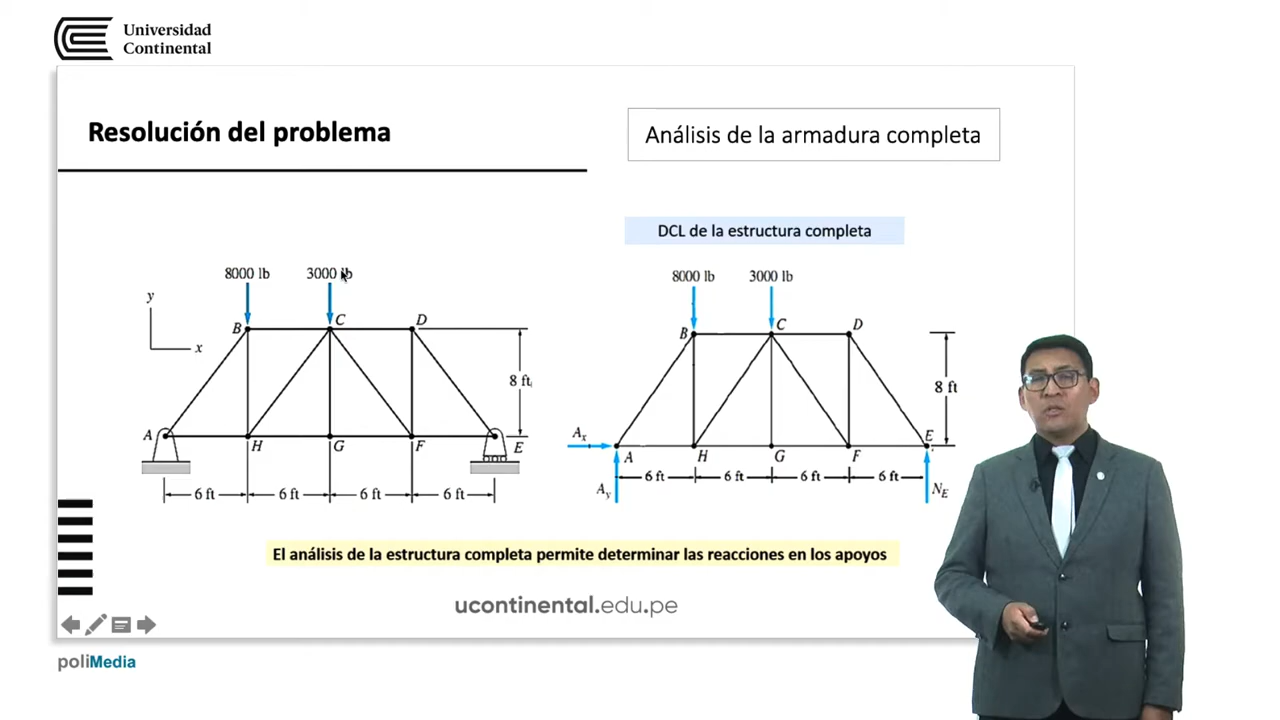 Universidad
Continental
Resolución del problema
Análisis de la armadura completa
DCL de la estructura completa
8000 lb
3000 lb
y
x
B
C
D
8 ft
A
H
G
F
E
6 ft
6 ft
6 ft
6 ft
8000 lb
3000 lb
B
C
D
8 ft
Ax
A
H
G
F
E
Ay
6 ft
6 ft
6 ft
6 ft
NE
El análisis de la estructura completa permite determinar las reacciones en los apoyos
ucontinental.edu.pe
poliMedia